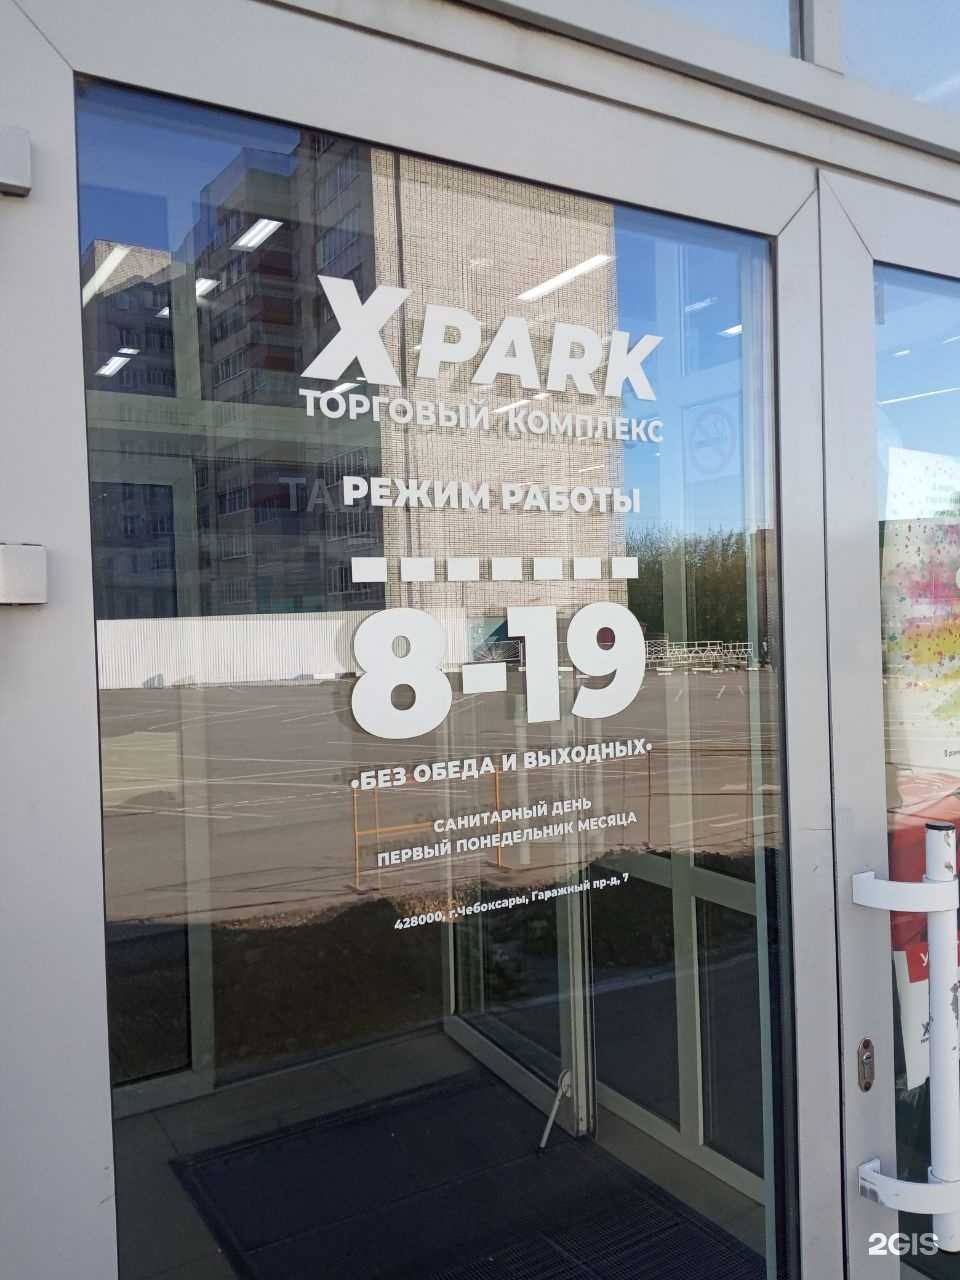 X PARK
ТОРГОВЫЙ КОМПЛЕКС
РЕЖИМ РАБОТЫ
8-19
•БЕЗ ОБЕДА И ВЫХОДНЫХ•
САНИТАРНЫЙ ДЕНЬ
ПЕРВЫЙ ПОНЕДЕЛЬНИК МЕСЯЦА
428000, г.Чебоксары, Гаражный пр-д, 7
2GIS